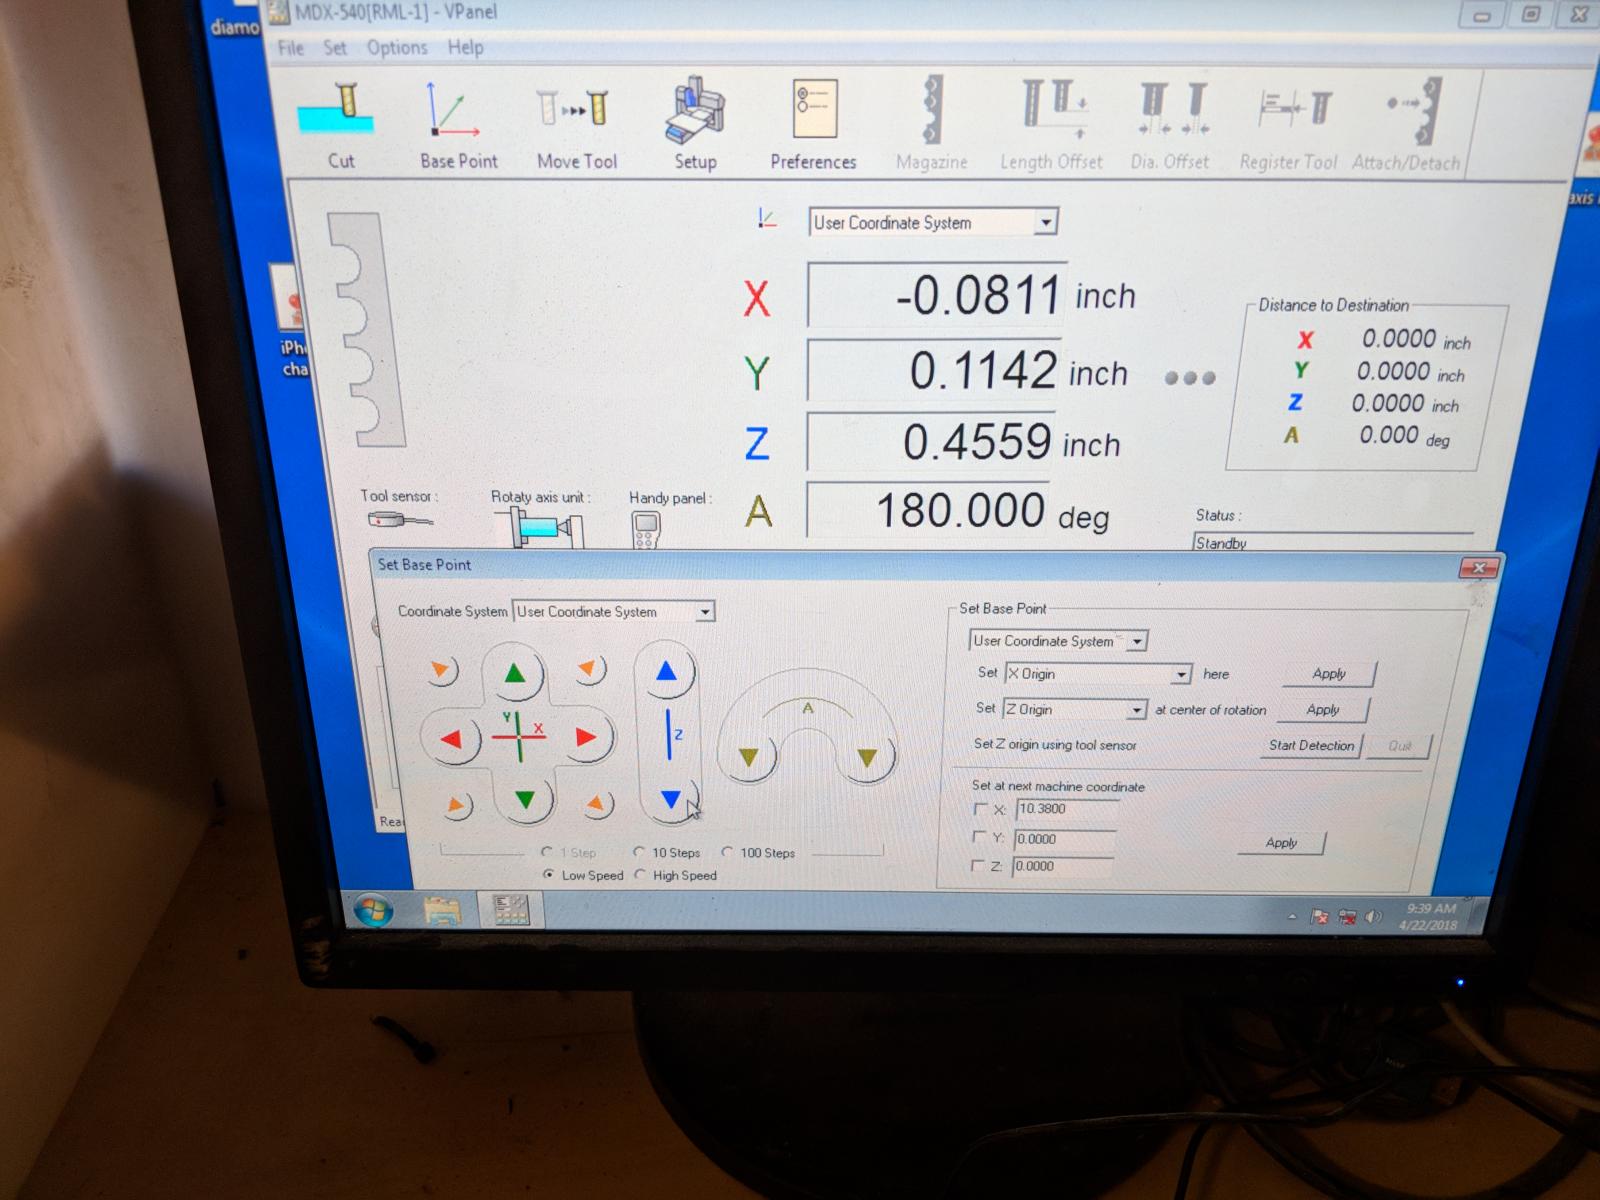 diamo
MDX-540[RML-1] - VPanel
File Set Options Help
Cut Base Point Move Tool Setup Preferences Magazine Length Offset Dia. Offset Register Tool Attach/Detach
axis
User Coordinate System
X -0.0811 inch
Y 0.1142 inch
Z 0.4559 inch
A 180.000 deg
Distance to Destination
X 0.0000 inch
Y 0.0000 inch
Z 0.0000 inch
A 0.000 deg
iPh
cha
Tool sensor : Rotaty axis unit : Handy panel :
Status :
Standby
Set Base Point
Coordinate System User Coordinate System
Y X Z A
1 Step 10 Steps 100 Steps
Low Speed High Speed
Set Base Point
User Coordinate System
Set X Origin here Apply
Set Z Origin at center of rotation Apply
Set Z origin using tool sensor Start Detection Quit
Set at next machine coordinate
X: 10.3800
Y: 0.0000 Apply
Z: 0.0000
Rea
9:39 AM
4/22/2018